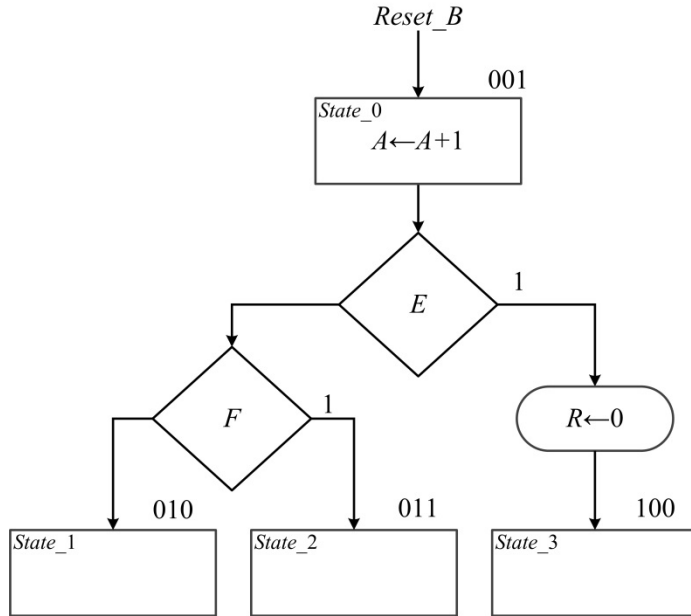 Reset_B
001
State_0
A←A+1
E
1
F
1
R←0
010
011
100
State_1
State_2
State_3